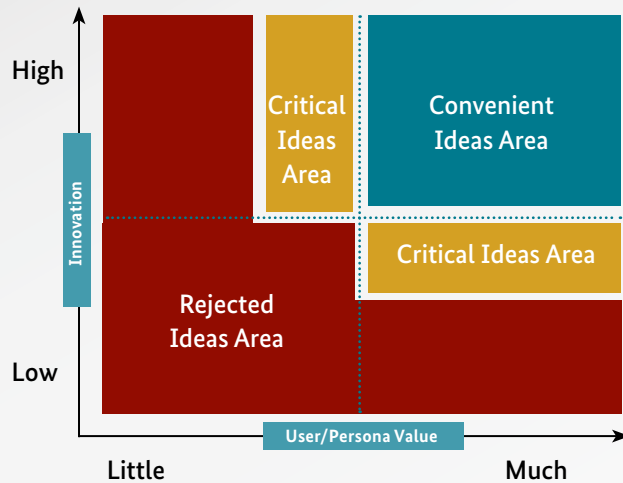 High
Critical
Ideas
Area
Convenient
Ideas Area
Innovation
Critical Ideas Area
Rejected
Ideas Area
Low
User/Persona Value
Little
Much